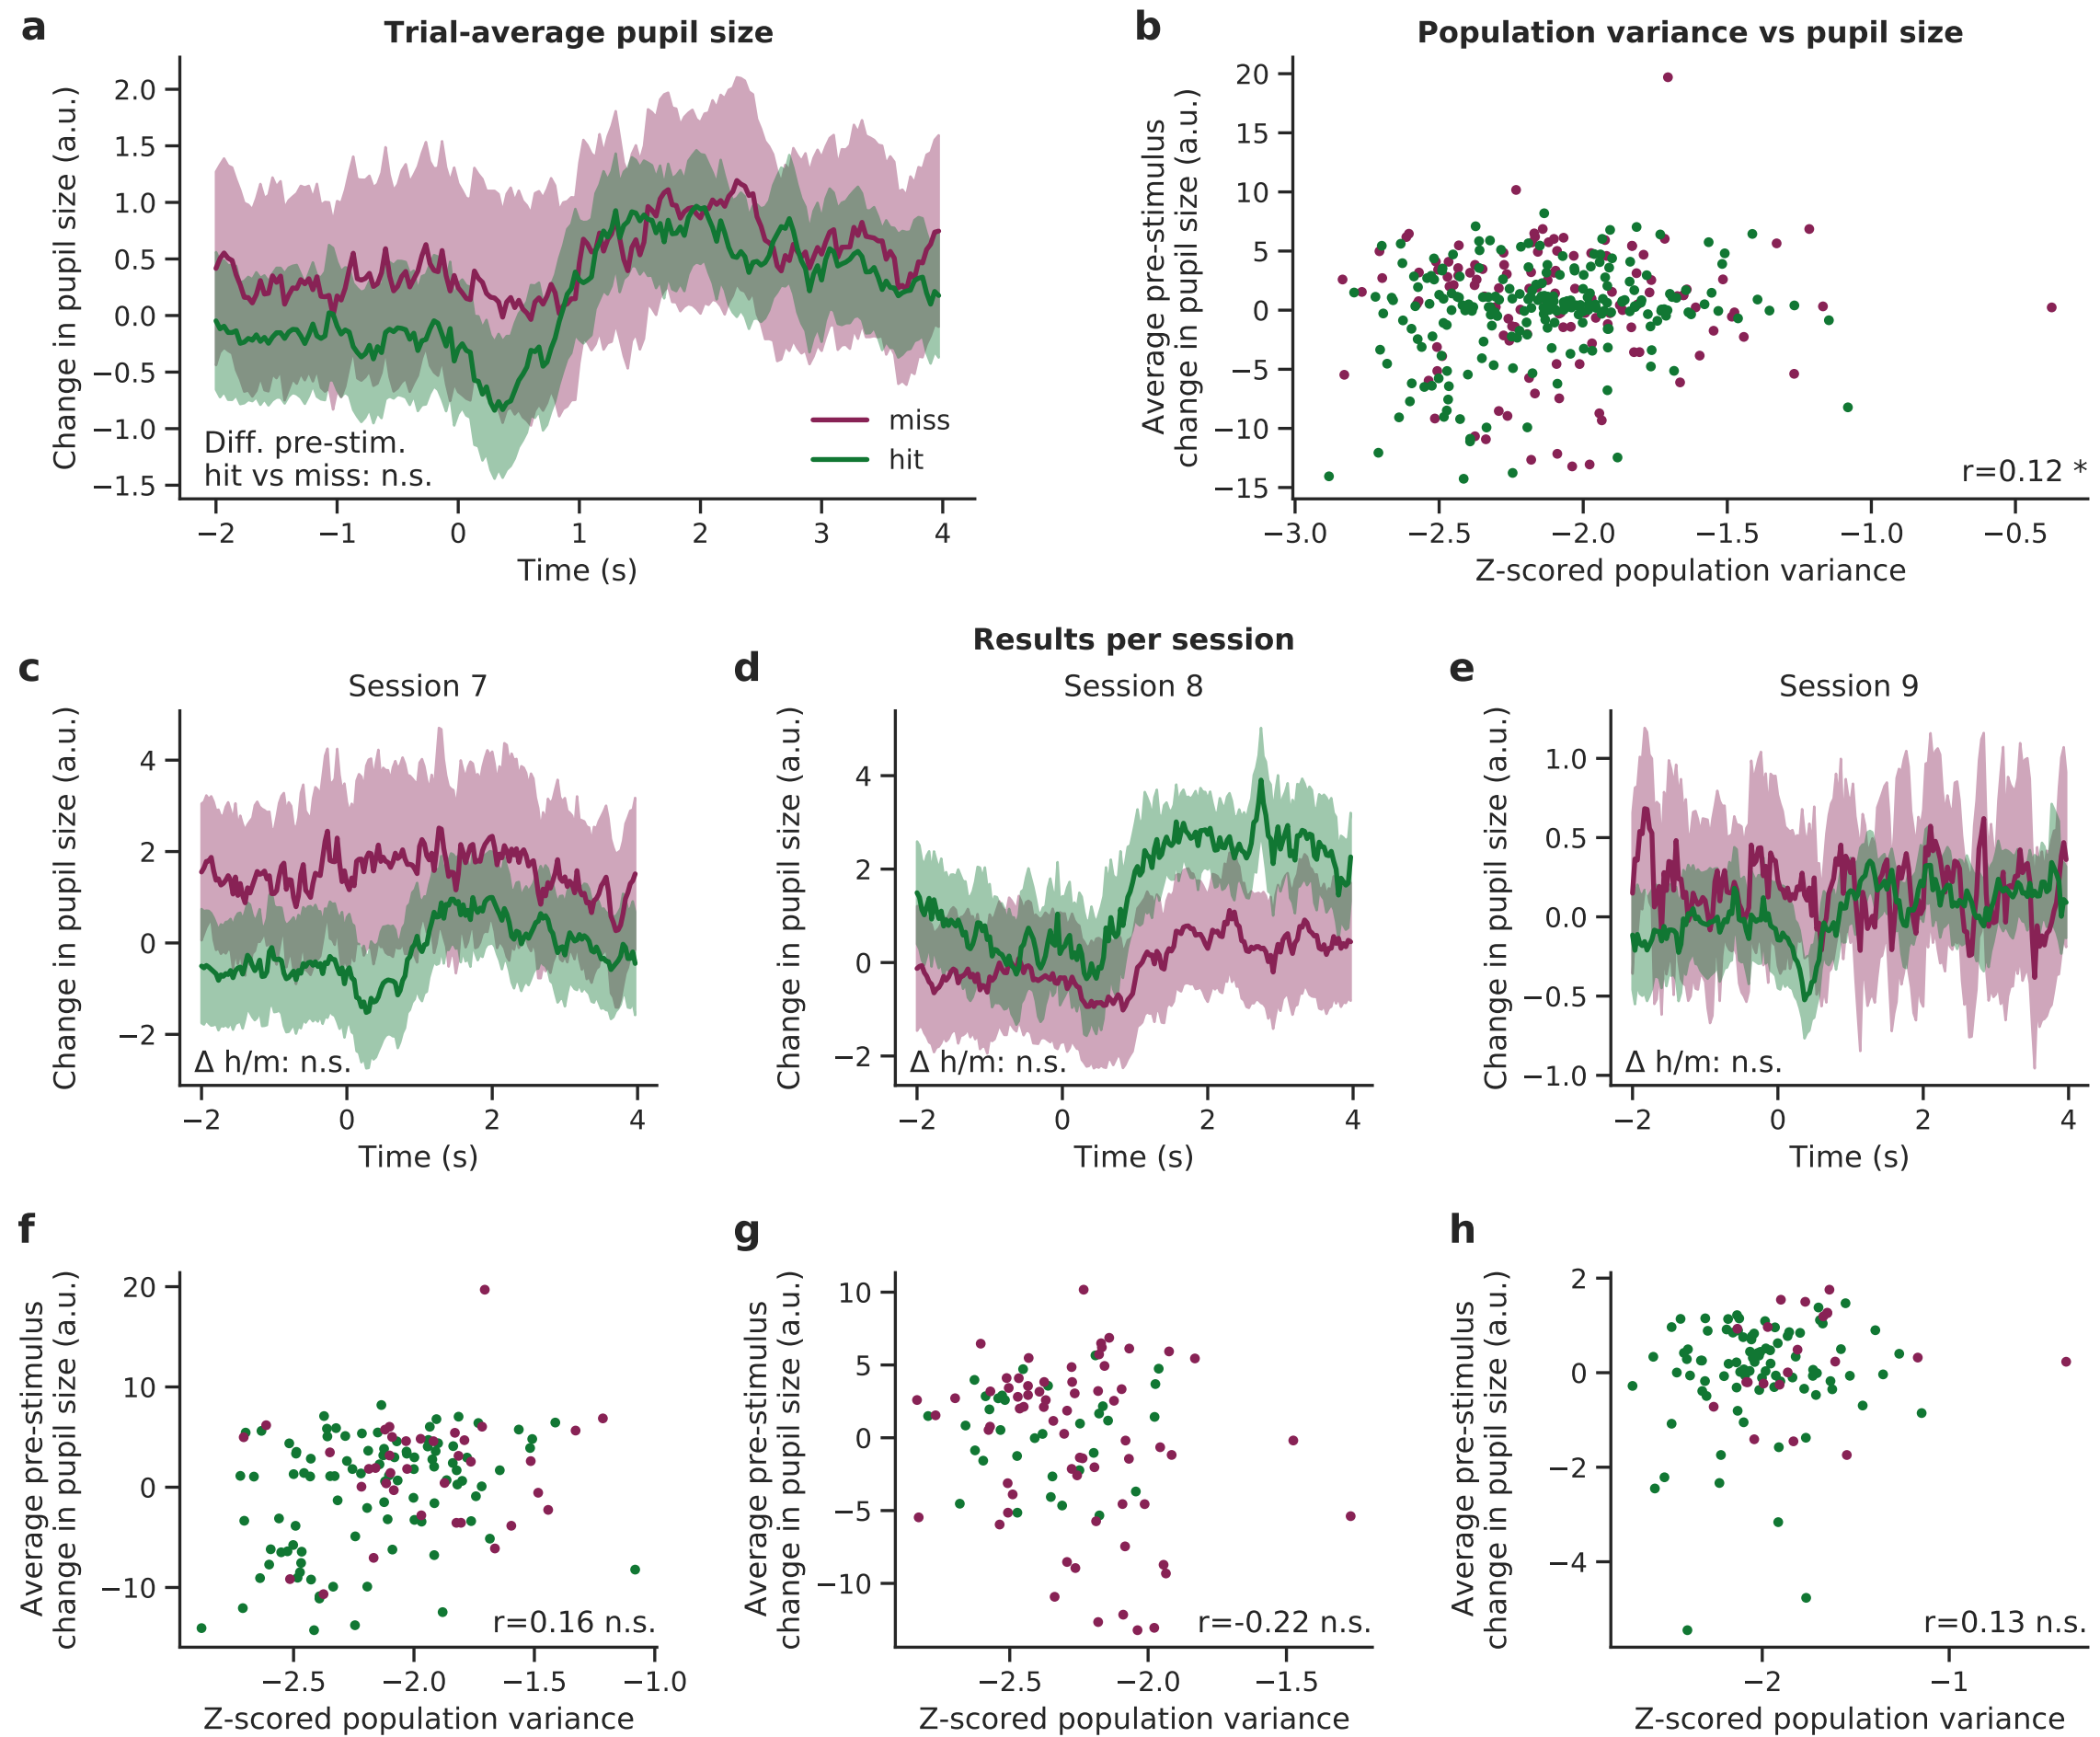 a
Trial-average pupil size
Change in pupil size (a.u.)
2.0
1.5
1.0
0.5
0.0
−0.5
−1.0
−1.5
Diff. pre-stim.
hit vs miss: n.s.
miss
hit
−2
−1
0
1
2
3
4
Time (s)
b
Population variance vs pupil size
Average pre-stimulus
change in pupil size (a.u.)
20
15
10
5
0
−5
−10
−15
r=0.12 *
−3.0
−2.5
−2.0
−1.5
−1.0
−0.5
Z-scored population variance
Results per session
c
Session 7
Change in pupil size (a.u.)
4
2
0
−2
Δ h/m: n.s.
−2
0
2
4
Time (s)
d
Session 8
Change in pupil size (a.u.)
4
2
0
−2
Δ h/m: n.s.
−2
0
2
4
Time (s)
e
Session 9
Change in pupil size (a.u.)
1.0
0.5
0.0
−0.5
−1.0
Δ h/m: n.s.
−2
0
2
4
Time (s)
f
Average pre-stimulus
change in pupil size (a.u.)
20
10
0
−10
r=0.16 n.s.
−2.5
−2.0
−1.5
−1.0
Z-scored population variance
g
Average pre-stimulus
change in pupil size (a.u.)
10
5
0
−5
−10
r=-0.22 n.s.
−2.5
−2.0
−1.5
Z-scored population variance
h
Average pre-stimulus
change in pupil size (a.u.)
2
0
−2
−4
r=0.13 n.s.
−2
−1
Z-scored population variance